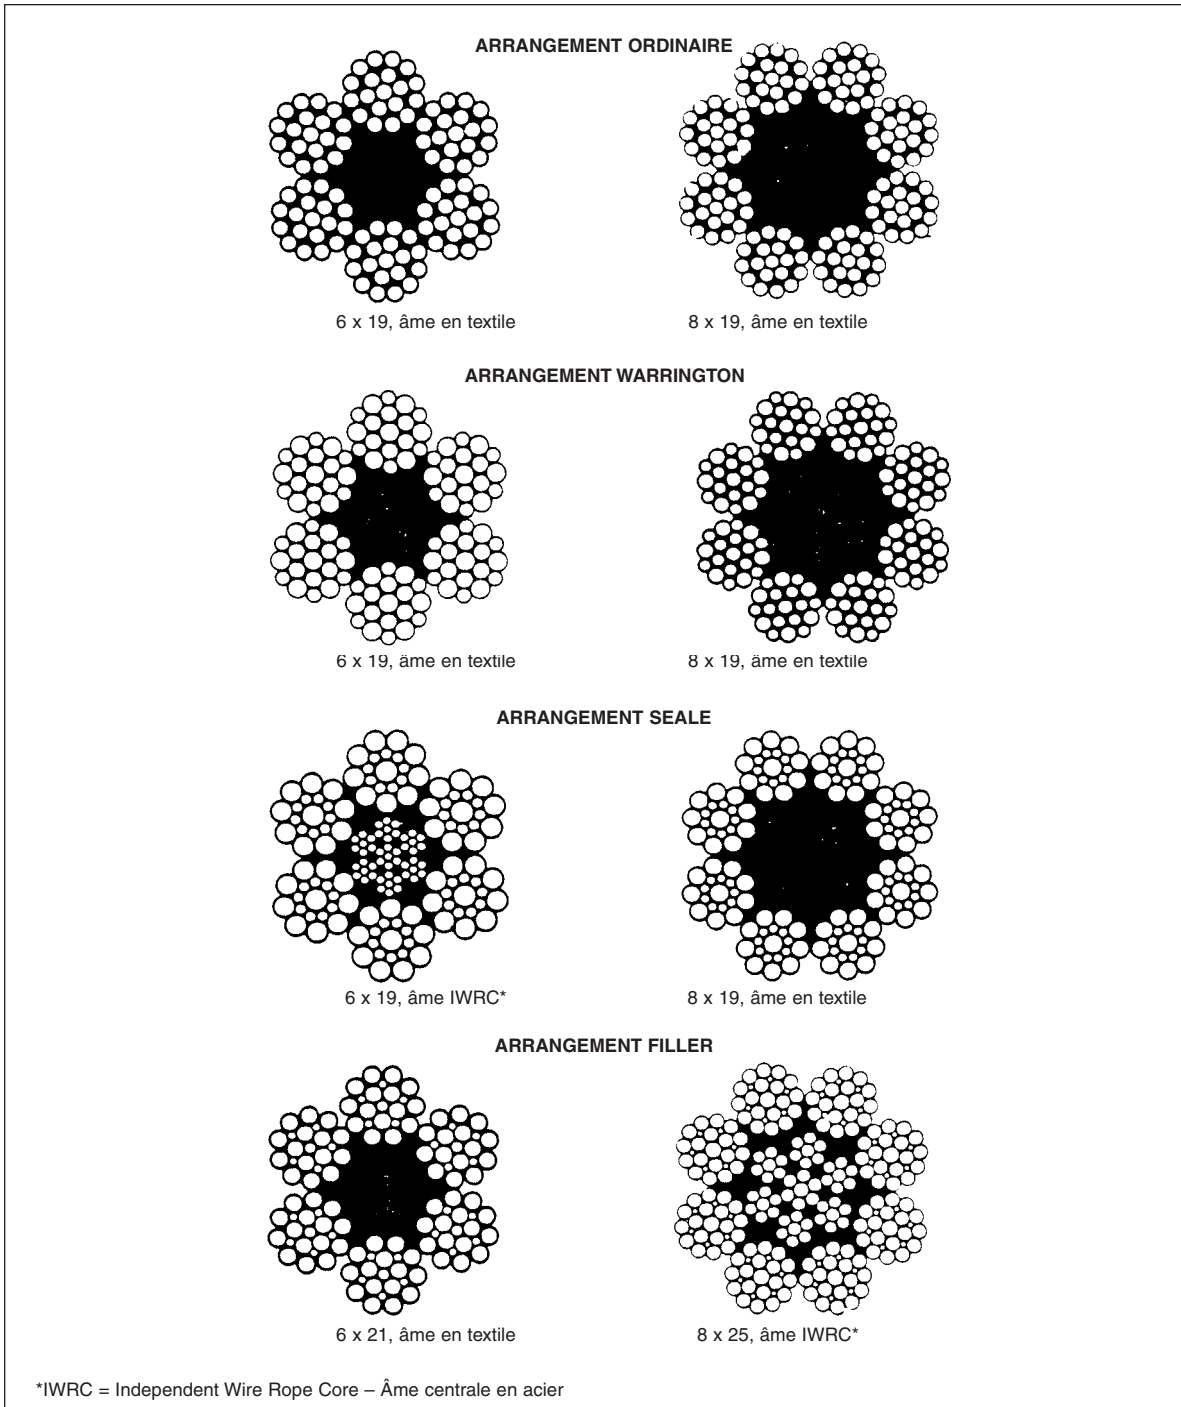 ARRANGEMENT ORDINAIRE
6 x 19, âme en textile
8 x 19, âme en textile
ARRANGEMENT WARRINGTON
6 x 19, âme en textile
8 x 19, âme en textile
ARRANGEMENT SEALE
6 x 19, âme IWRC*
8 x 19, âme en textile
ARRANGEMENT FILLER
6 x 21, âme en textile
8 x 25, âme IWRC*
*IWRC = Independent Wire Rope Core – Âme centrale en acier